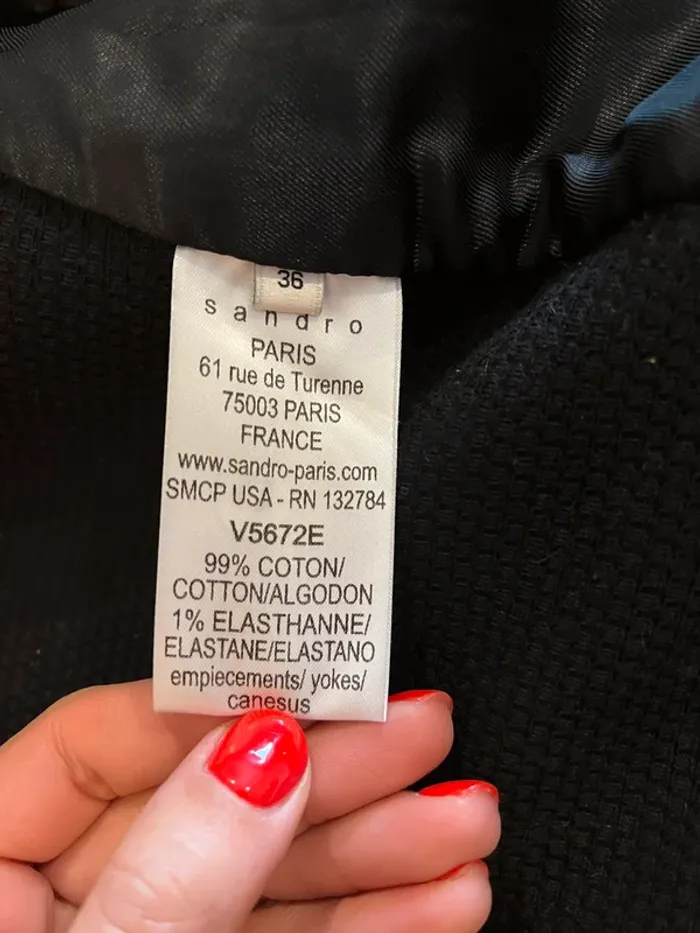 36
sandro
PARIS
61 rue de Turenne
75003 PARIS
FRANCE
www.sandro-paris.com
SMCP USA - RN 132784
V5672E
99% COTON/
COTTON/ALGODON
1% ELASTHANNE/
ELASTANE/ELASTANO
empiecements/ yokes/
canesus